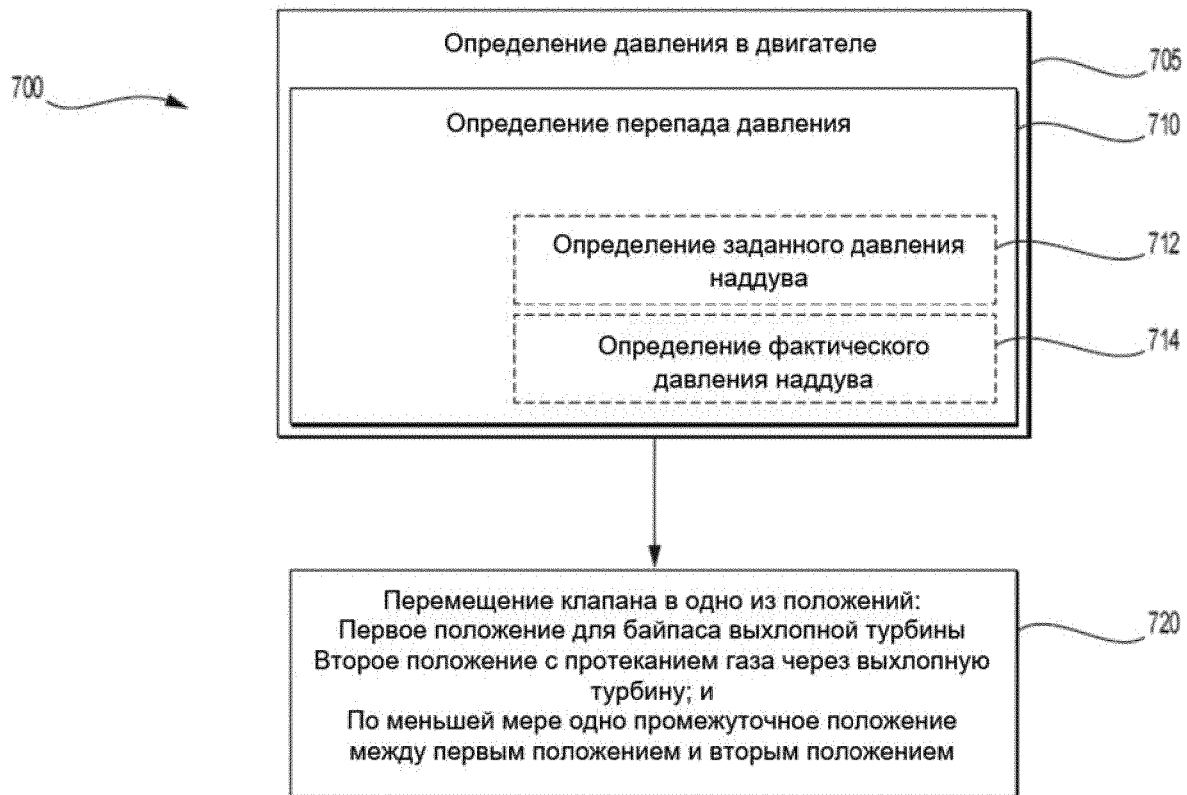 Определение давления в двигателе
705
700
Определение перепада давления
710
Определение заданного давления
наддува
712
Определение фактического
давления наддува
714
Перемещение клапана в одно из положений:
Первое положение для байпаса выхлопной турбины
Второе положение с протеканием газа через выхлопную
турбину; и
По меньшей мере одно промежуточное положение
между первым положением и вторым положением
720